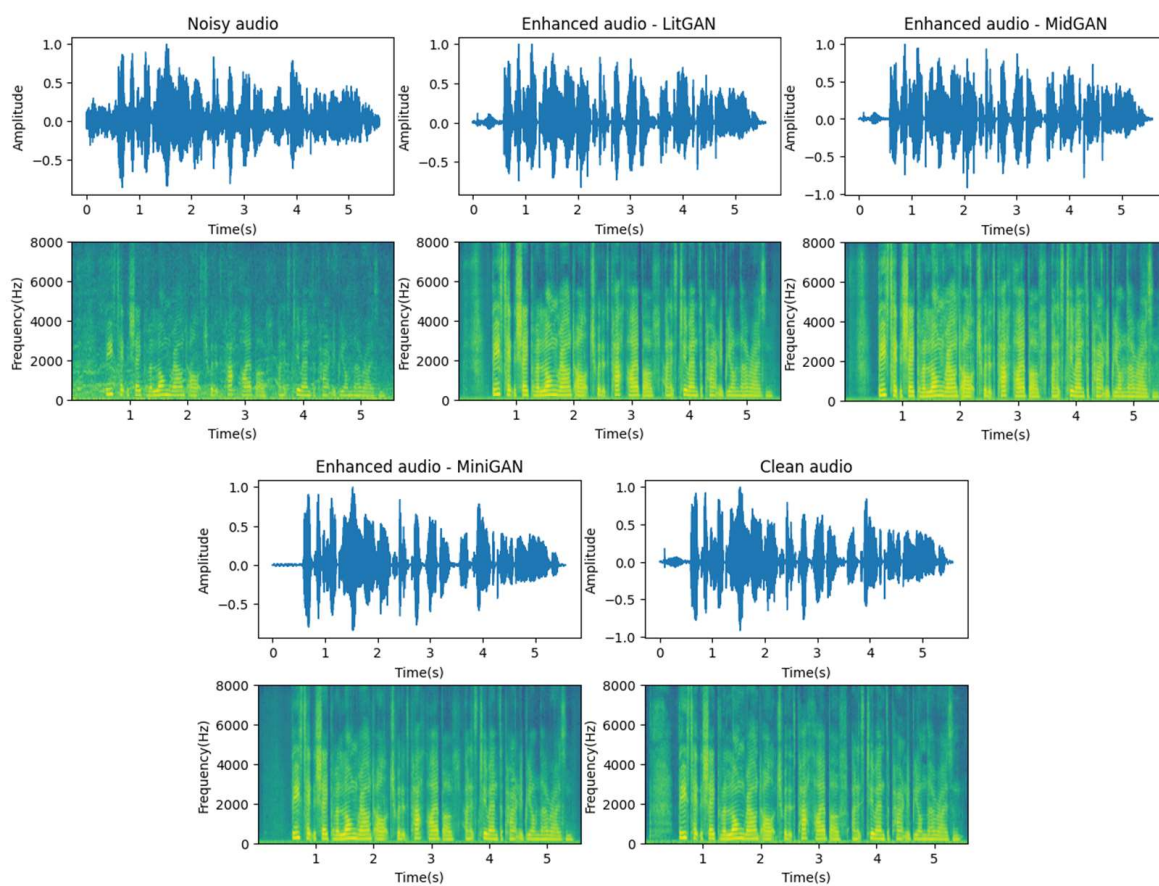 Noisy audio
Amplitude
1.0
0.5
0.0
−0.5
0 1 2 3 4 5
Time(s)
Frequency(Hz)
8000
6000
4000
2000
0
1 2 3 4 5
Time(s)
Enhanced audio - LitGAN
Amplitude
1.0
0.5
0.0
−0.5
0 1 2 3 4 5
Time(s)
Frequency(Hz)
8000
6000
4000
2000
0
1 2 3 4 5
Time(s)
Enhanced audio - MidGAN
Amplitude
1.0
0.5
0.0
−0.5
−1.0
0 1 2 3 4 5
Time(s)
Frequency(Hz)
8000
6000
4000
2000
0
1 2 3 4 5
Time(s)
Enhanced audio - MiniGAN
Amplitude
1.0
0.5
0.0
−0.5
0 1 2 3 4 5
Time(s)
Frequency(Hz)
8000
6000
4000
2000
0
1 2 3 4 5
Time(s)
Clean audio
Amplitude
1.0
0.5
0.0
−0.5
−1.0
0 1 2 3 4 5
Time(s)
Frequency(Hz)
8000
6000
4000
2000
0
1 2 3 4 5
Time(s)